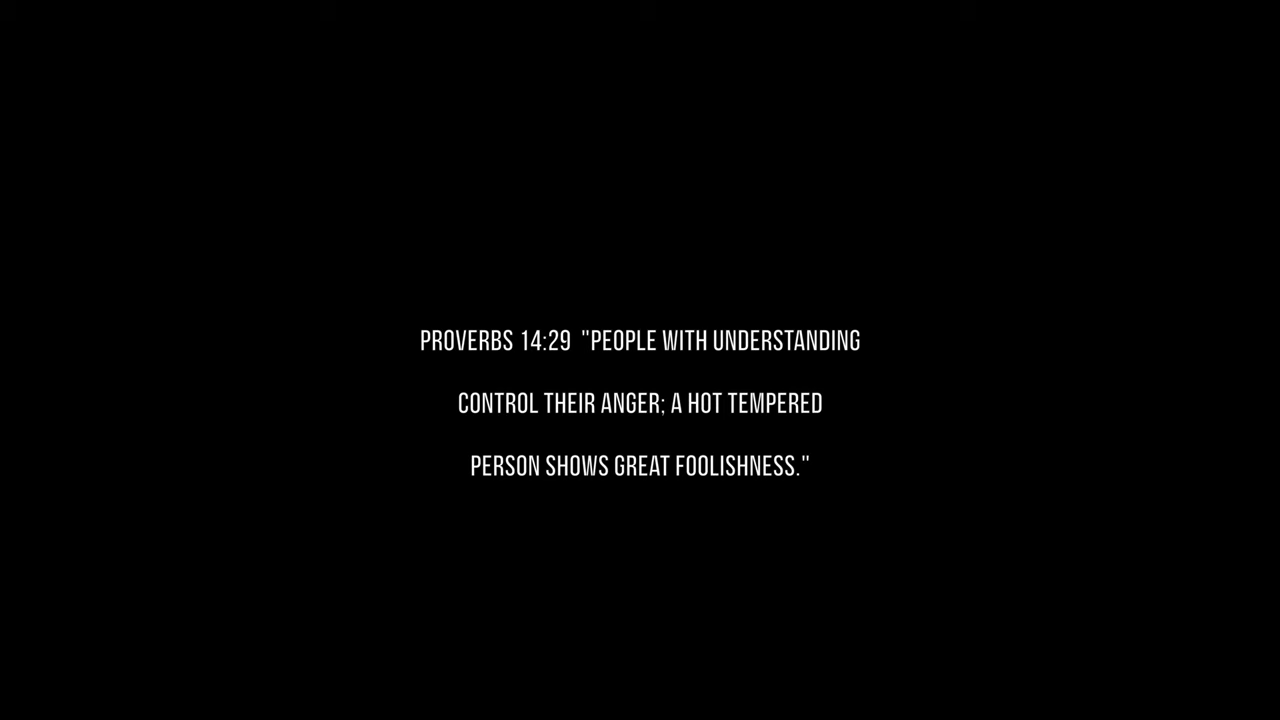 PROVERBS 14:29  "PEOPLE WITH UNDERSTANDING
CONTROL THEIR ANGER; A HOT TEMPERED
PERSON SHOWS GREAT FOOLISHNESS."